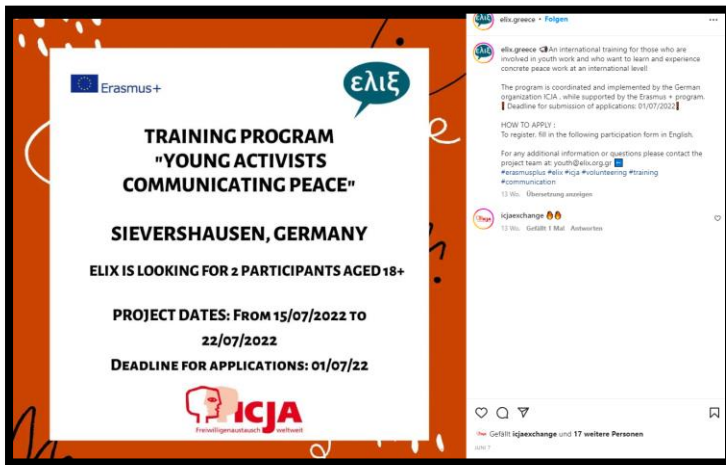 Erasmus+
ελιξ
TRAINING PROGRAM
"YOUNG ACTIVISTS
COMMUNICATING PEACE"
SIEVERSHAUSEN, GERMANY
ELIX IS LOOKING FOR 2 PARTICIPANTS AGED 18+
PROJECT DATES: FROM 15/07/2022 TO
22/07/2022
DEADLINE FOR APPLICATIONS: 01/07/22
ICJA
Freiwilligenaustausch weltweit
elix.greece • Folgen
elix.greece An international training for those who are
involved in youth work and who want to learn and experience
concrete peace work at an international level!
The program is coordinated and implemented by the German
organization ICJA , while supported by the Erasmus + program.
Deadline for submission of applications: 01/07/2022
HOW TO APPLY :
To register, fill in the following participation form in English.
For any additional information or questions please contact the
project team at: youth@elix.org.gr
#erasmusplus #elix #icja #volunteering #training
#communication
13 Wo. Übersetzung anzeigen
icjaexchange 🔥🔥
13 Wo. Gefällt 1 Mal Antworten
Gefällt icjaexchange und 17 weitere Personen
JUNI 7